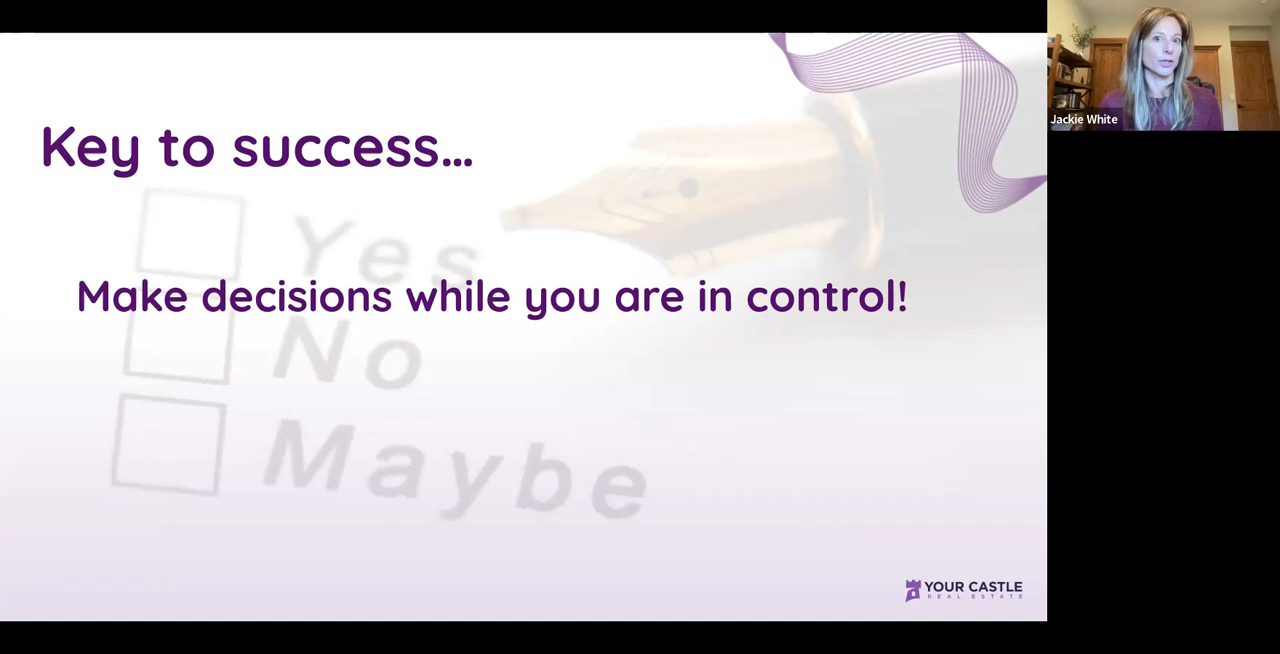 Key to success...
Yes
Make decisions while you are in control!
No
Maybe
YOUR CASTLE
REAL ESTATE
Jackie White